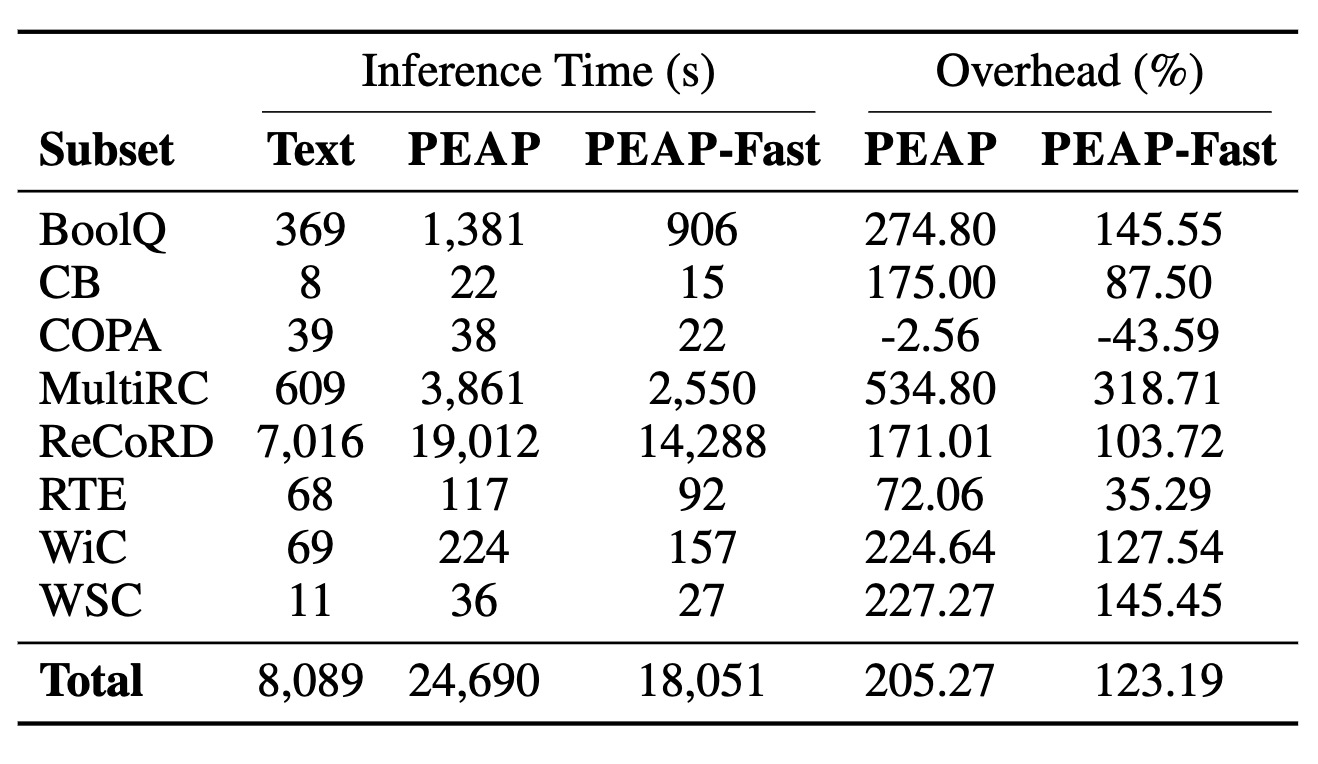 Inference Time (s) Overhead (%)
Subset Text PEAP PEAP-Fast PEAP PEAP-Fast
BoolQ 369 1,381 906 274.80 145.55
CB 8 22 15 175.00 87.50
COPA 39 38 22 -2.56 -43.59
MultiRC 609 3,861 2,550 534.80 318.71
ReCoRD 7,016 19,012 14,288 171.01 103.72
RTE 68 117 92 72.06 35.29
WiC 69 224 157 224.64 127.54
WSC 11 36 27 227.27 145.45
Total 8,089 24,690 18,051 205.27 123.19